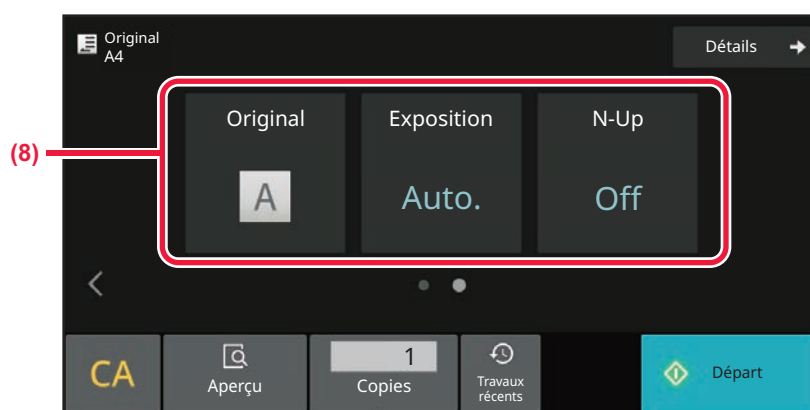 Original
A4
Détails
(8)
Original
Exposition
N-Up
A
Auto.
Off
CA
Aperçu
1
Copies
Travaux
récents
Départ